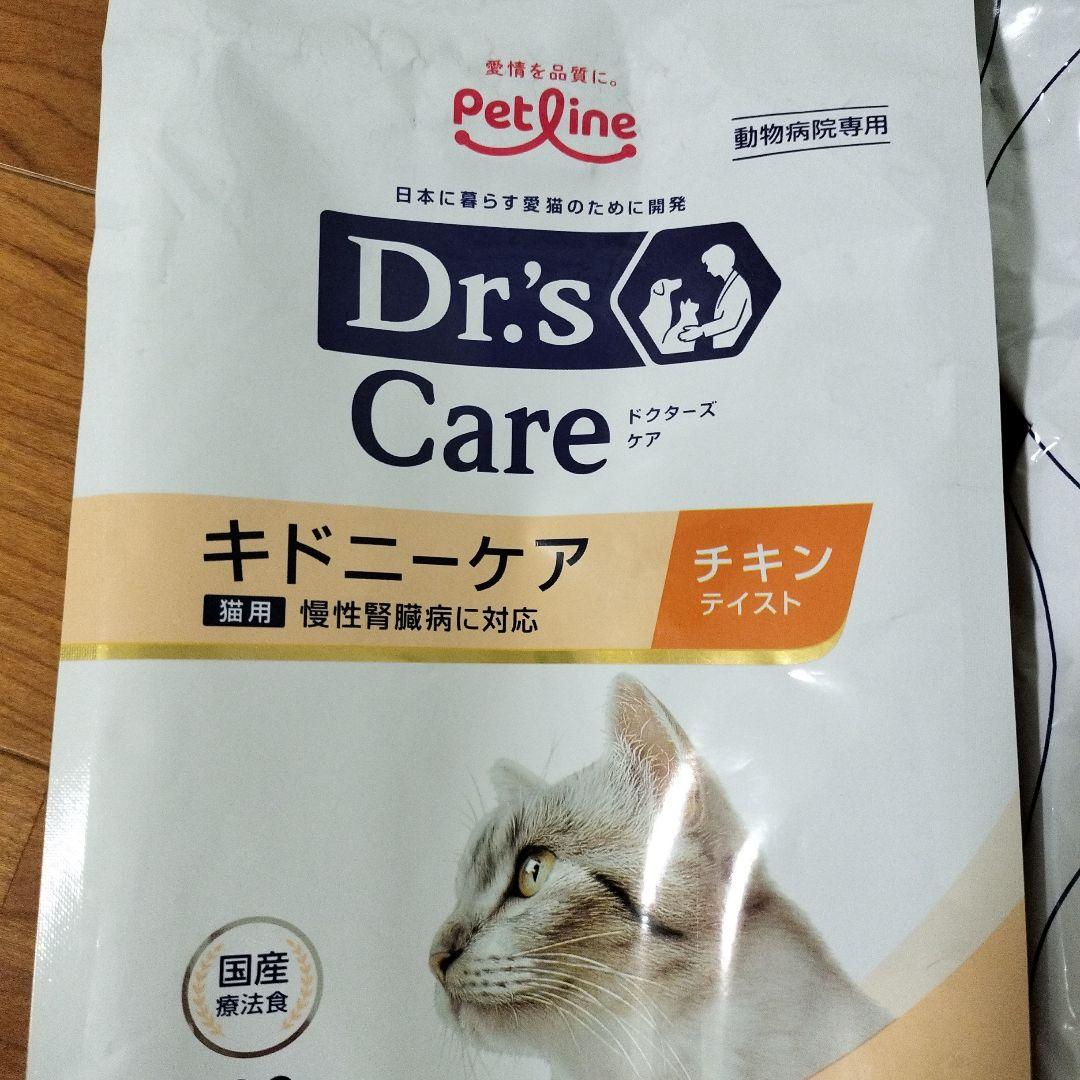 愛情を品質に。
Petline
動物病院専用
日本に暮らす愛猫のために開発
Dr.'s
Care
ドクターズ
ケア
キドニーケア
チキン
テイスト
猫用 慢性腎臓病に対応
国産
療法食